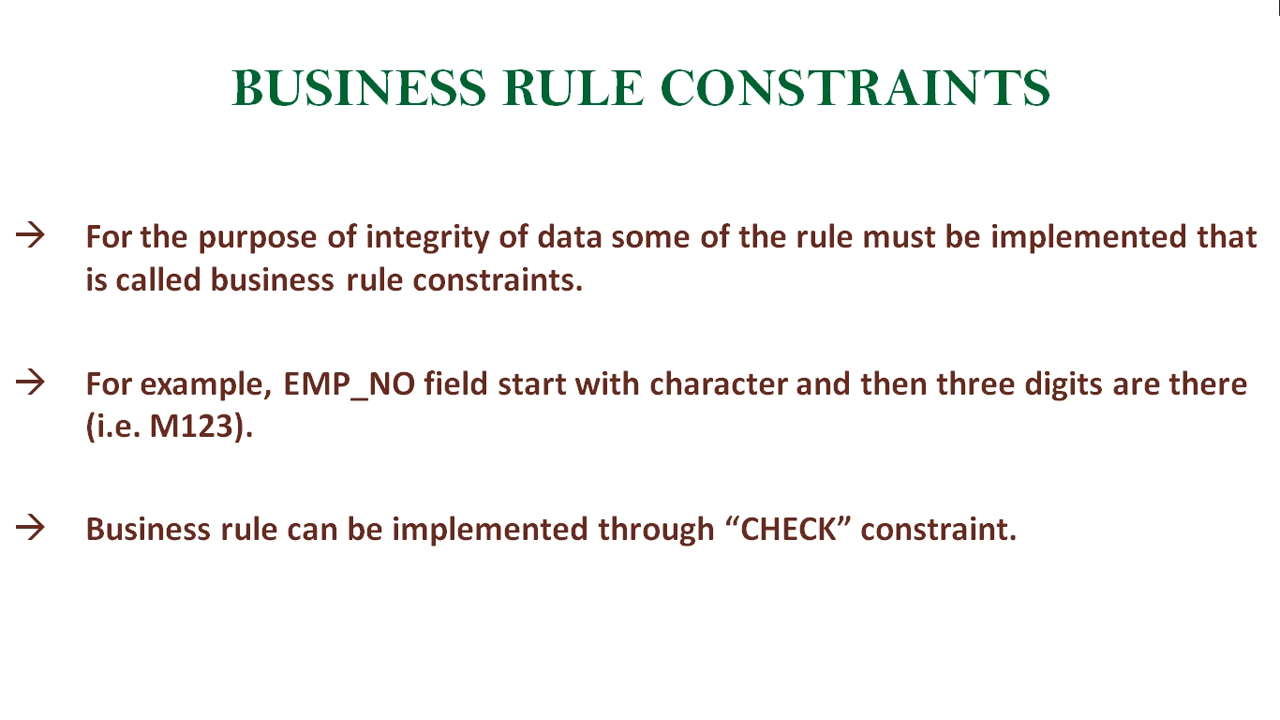 BUSINESS RULE CONSTRAINTS
→ For the purpose of integrity of data some of the rule must be implemented that
is called business rule constraints.
→ For example, EMP_NO field start with character and then three digits are there
(i.e. M123).
→ Business rule can be implemented through “CHECK” constraint.